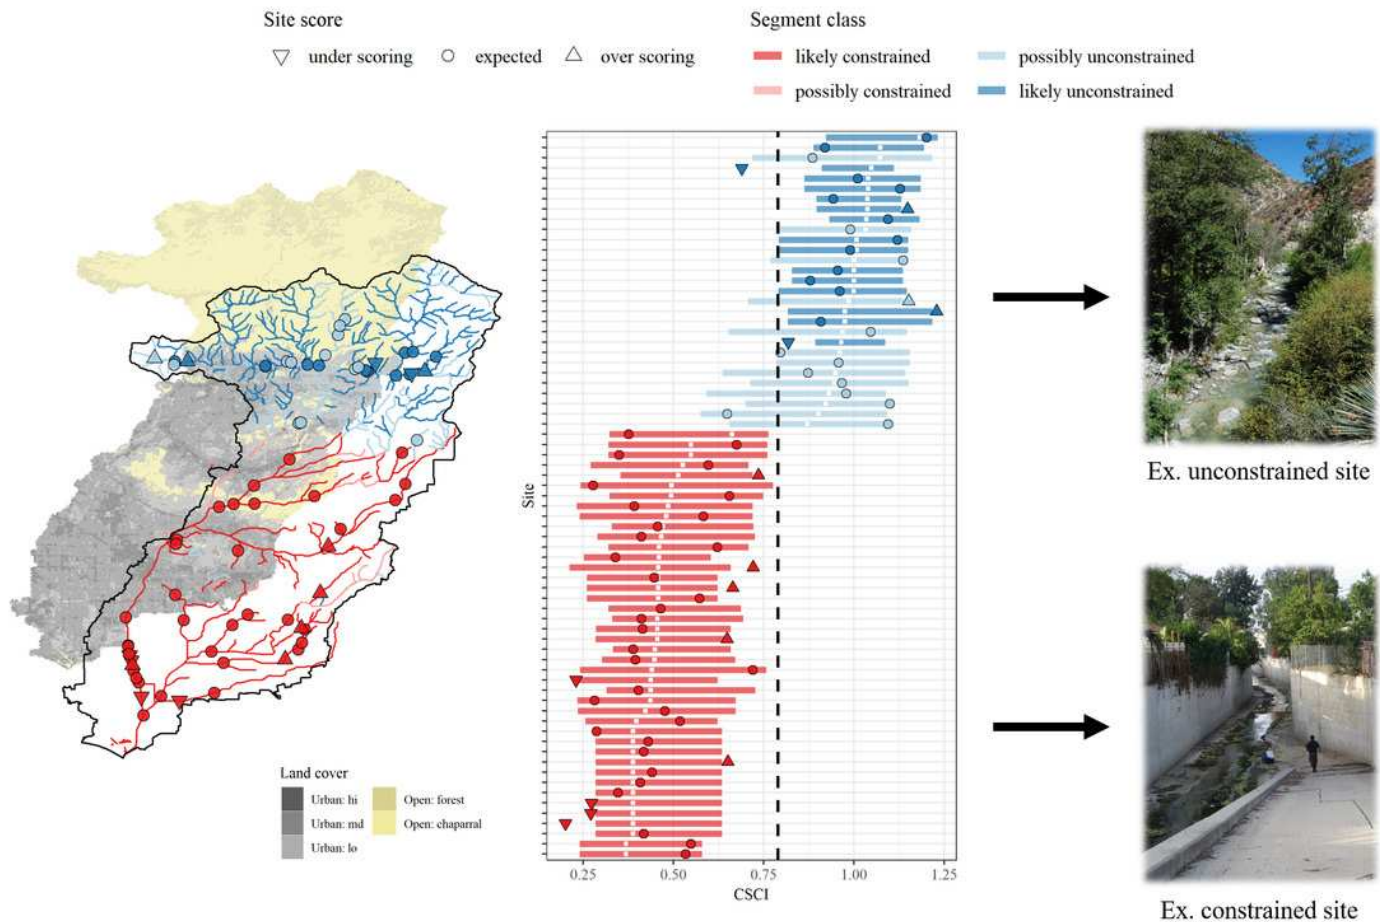 Site score
under scoring
expected
over scoring
Segment class
likely constrained
possibly unconstrained
possibly constrained
likely unconstrained
Site
0.25
0.50
0.75
1.00
1.25
CSCI
Ex. unconstrained site
Ex. constrained site
Land cover
Urban: hi
Open: forest
Urban: md
Open: chaparral
Urban: lo